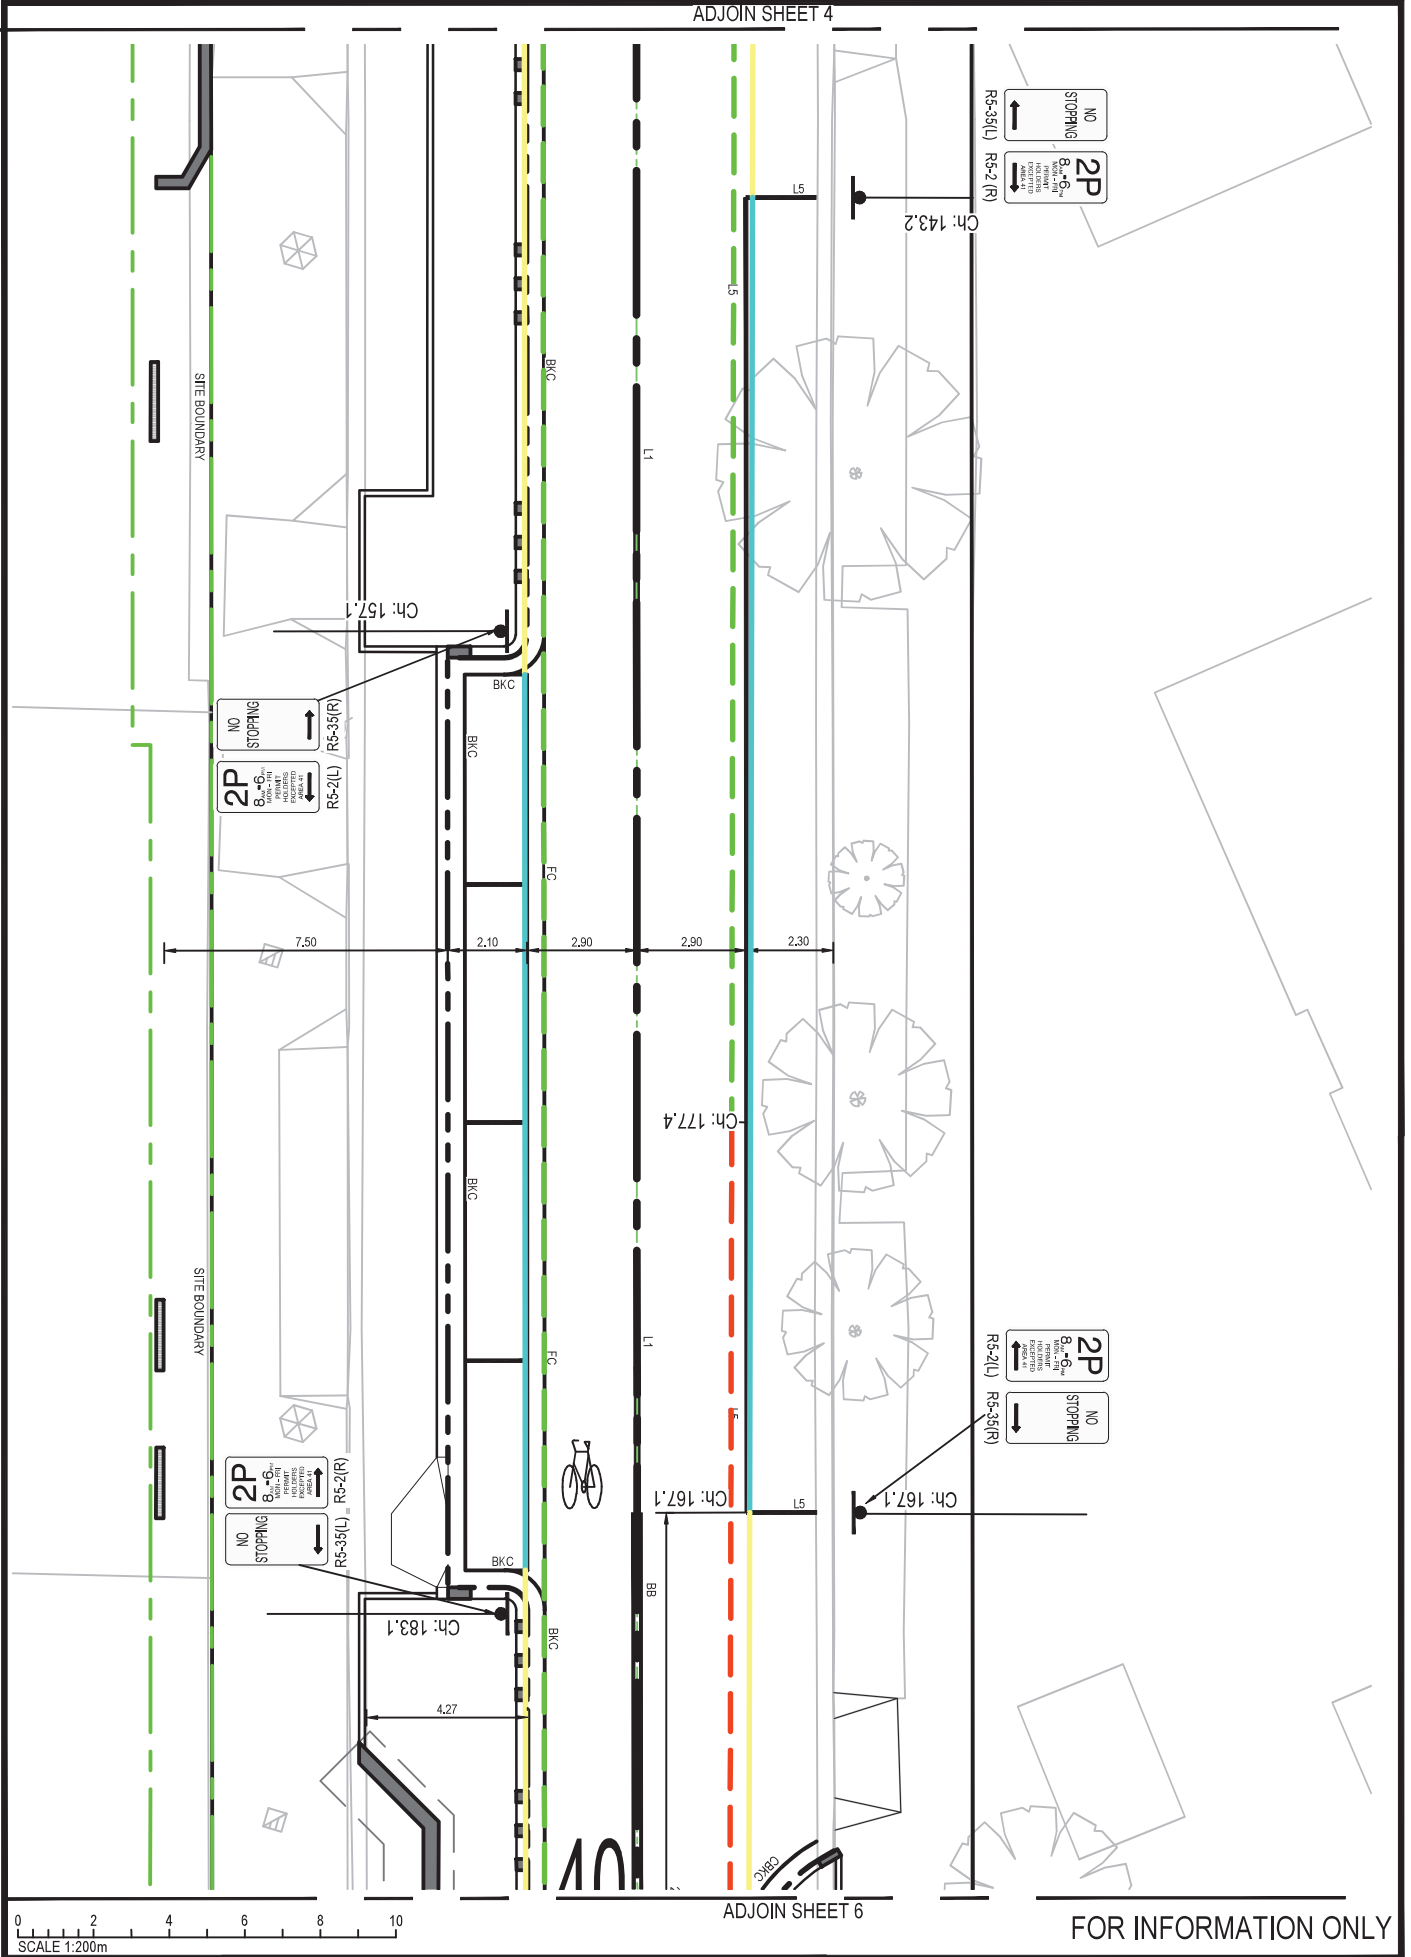 ADJOIN SHEET 4
NO
STOPPING
R5-35(L)
2P
8AM-6PM
MON - FRI
PERMIT
HOLDERS
EXCEPTED
AREA 41
R5-2 (R)
L5
Ch: 143.2
L5
BKC
SITE BOUNDARY
L1
Ch: 157.1
BKC
NO
STOPPING
R5-35(R)
BKC
2P
8AM-6PM
MON - FRI
PERMIT
HOLDERS
EXCEPTED
AREA 41
R5-2(L)
FC
7.50
2.10
2.90
2.90
2.30
Ch: 177.4
BKC
SITE BOUNDARY
L1
FC
2P
8AM-6PM
MON - FRI
PERMIT
HOLDERS
EXCEPTED
AREA 41
R5-2(L)
NO
STOPPING
R5-35(R)
2P
8AM-6PM
MON - FRI
PERMIT
HOLDERS
EXCEPTED
AREA 41
R5-2(R)
Ch: 167.1
L5
Ch: 167.1
NO
STOPPING
R5-35(L)
BKC
BB
Ch: 183.1
BKC
4.27
40
CBKC
ADJOIN SHEET 6
FOR INFORMATION ONLY
0 2 4 6 8 10
SCALE 1:200m